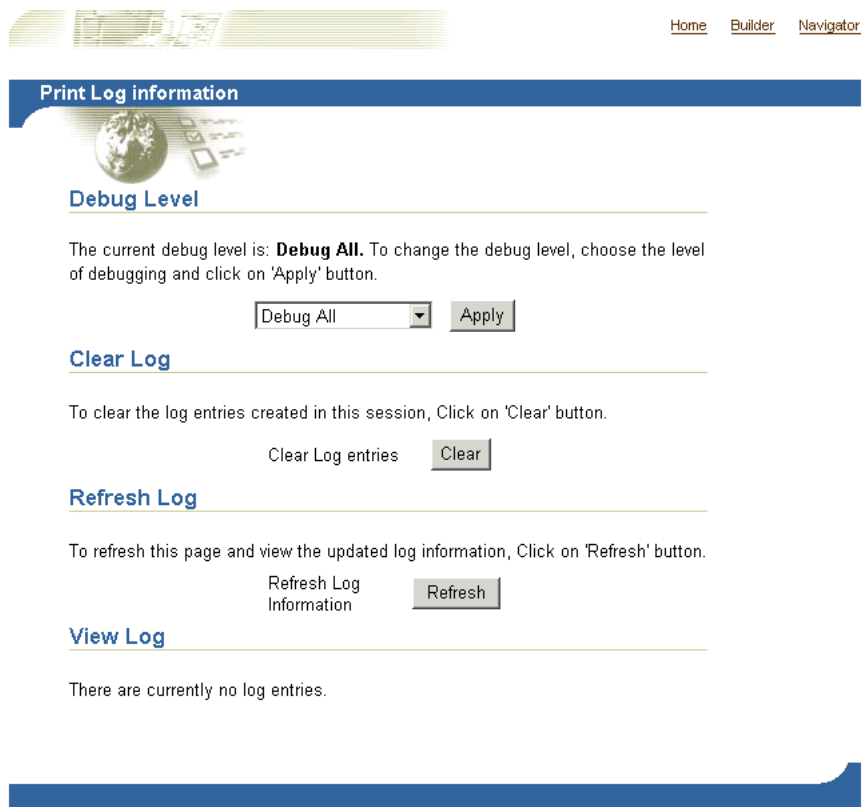 Home Builder Navigator
Print Log information
Debug Level
The current debug level is: Debug All. To change the debug level, choose the level
of debugging and click on 'Apply' button.
Debug All Apply
Clear Log
To clear the log entries created in this session, Click on 'Clear' button.
Clear Log entries Clear
Refresh Log
To refresh this page and view the updated log information, Click on 'Refresh' button.
Refresh Log
Information Refresh
View Log
There are currently no log entries.